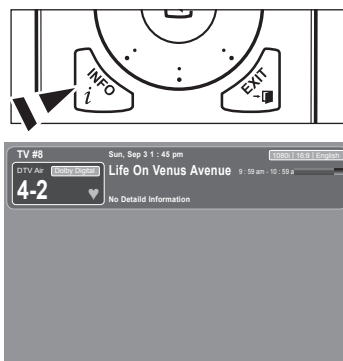 INFO
i
EXIT
TV #8
Sun, Sep 3 1 : 45 pm
1080i | 16:9 | English
DTV Air
Dolby Digital
Life On Venus Avenue
9 : 59 am - 10 : 59 a
4-2
No Detaild Information